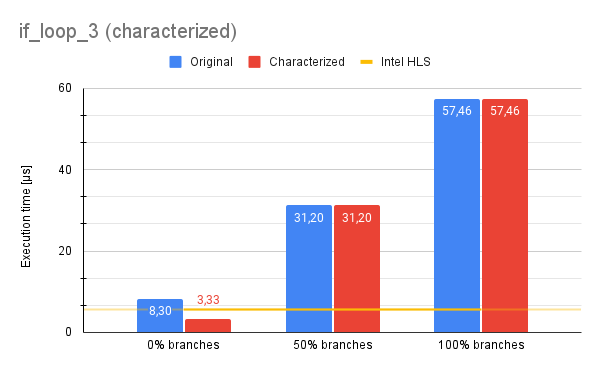 if_loop_3 (characterized)
Original Characterized Intel HLS
Execution time [µs]
60
40
20
0
8,30
3,33
31,20
31,20
57,46
57,46
0% branches
50% branches
100% branches